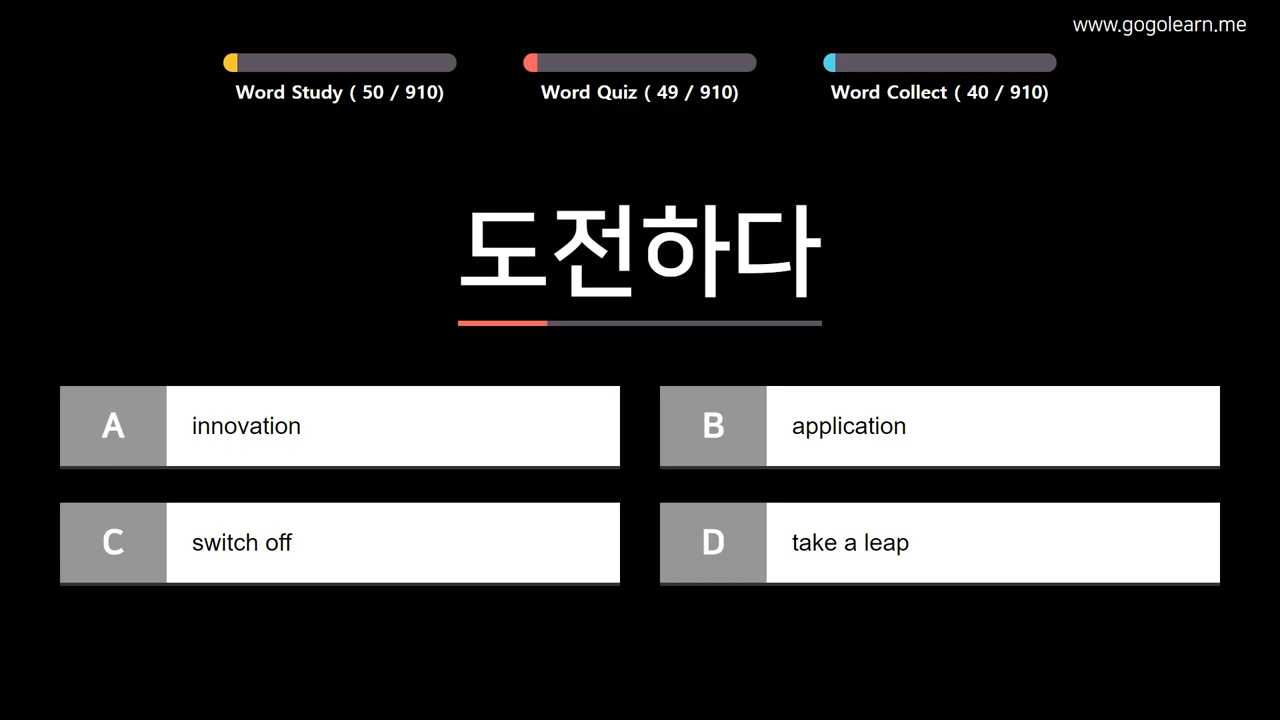 www.gogolearn.me
Word Study ( 50 / 910)
Word Quiz ( 49 / 910)
Word Collect ( 40 / 910)
도전하다
A innovation
B application
C switch off
D take a leap